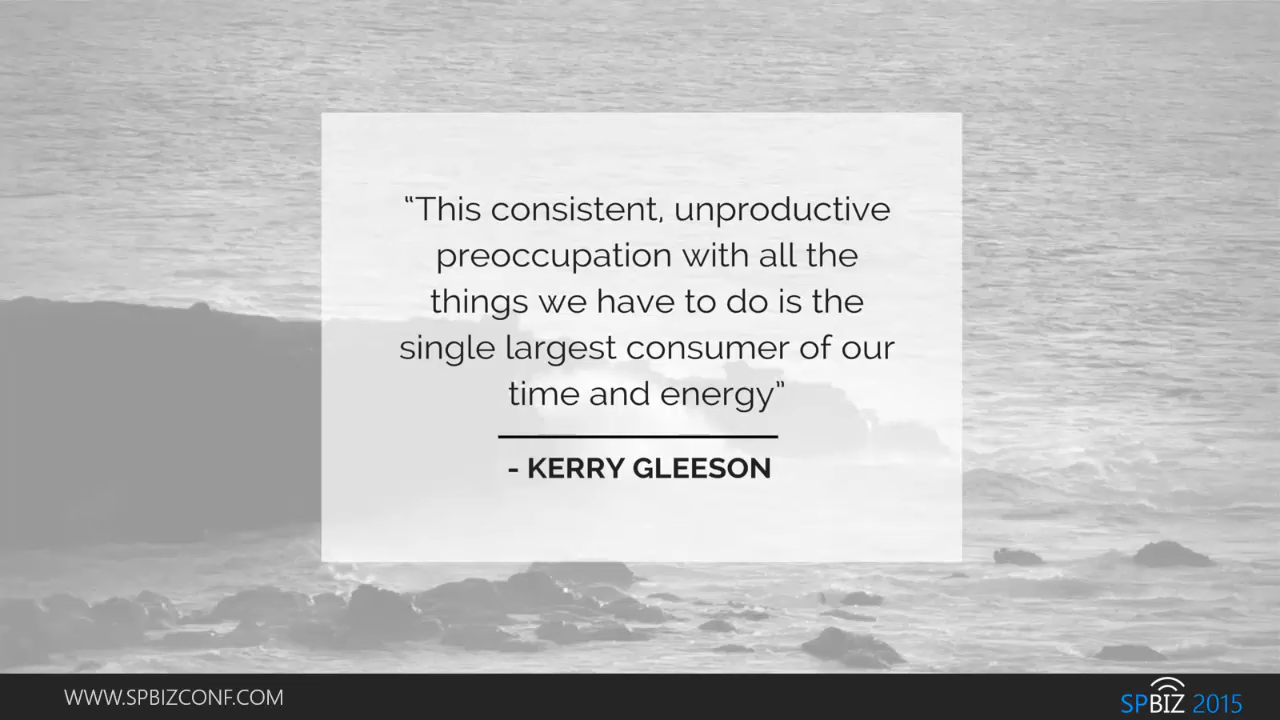 “This consistent, unproductive
preoccupation with all the
things we have to do is the
single largest consumer of our
time and energy”
- KERRY GLEESON
WWW.SPBIZCONF.COM
SPBIZ 2015